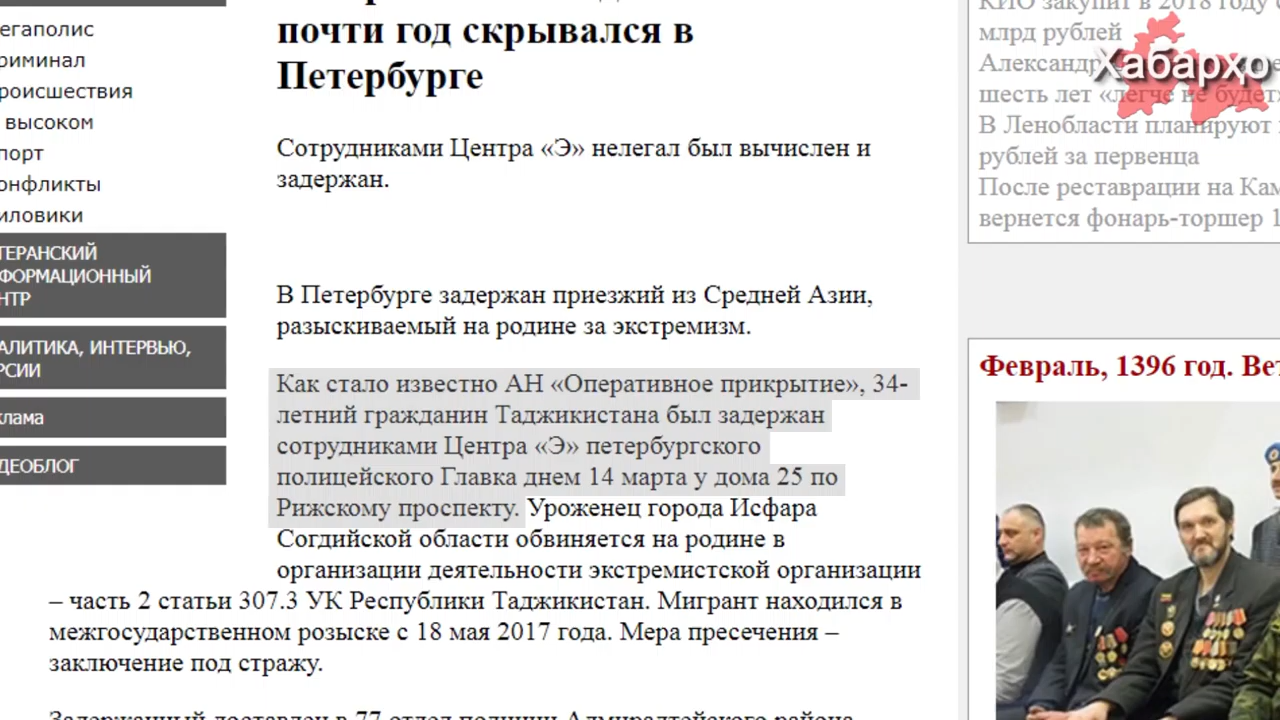 почти год скрывался в
Петербурге
Сотрудниками Центра «Э» нелегал был вычислен и
задержан.
В Петербурге задержан приезжий из Средней Азии,
разыскиваемый на родине за экстремизм.
Как стало известно АН «Оперативное прикрытие», 34-
летний гражданин Таджикистана был задержан
сотрудниками Центра «Э» петербургского
полицейского Главка днем 14 марта у дома 25 по
Рижскому проспекту. Уроженец города Исфара
Согдийской области обвиняется на родине в
организации деятельности экстремистской организации
– часть 2 статьи 307.3 УК Республики Таджикистан. Мигрант находился в
межгосударственном розыске с 18 мая 2017 года. Мера пресечения –
заключение под стражу.
Задержанный доставлен в 77 отдел полиции Адмиралтейского района
егаполис
риминал
роисшествия
высоком
порт
онфликты
иловики
ТЕРАНСКИЙ
ФОРМАЦИОННЫЙ
НТР
АЛИТИКА, ИНТЕРВЬЮ,
РСИИ
клама
ДЕОБЛОГ
КИО закупит в 2018 году
млрд рублей
Александр
шесть лет «легче не будет»
В Ленобласти планируют
рублей за первенца
После реставрации на Кам
вернется фонарь-торшер 1
Хабарҳо
Февраль, 1396 год. Вет